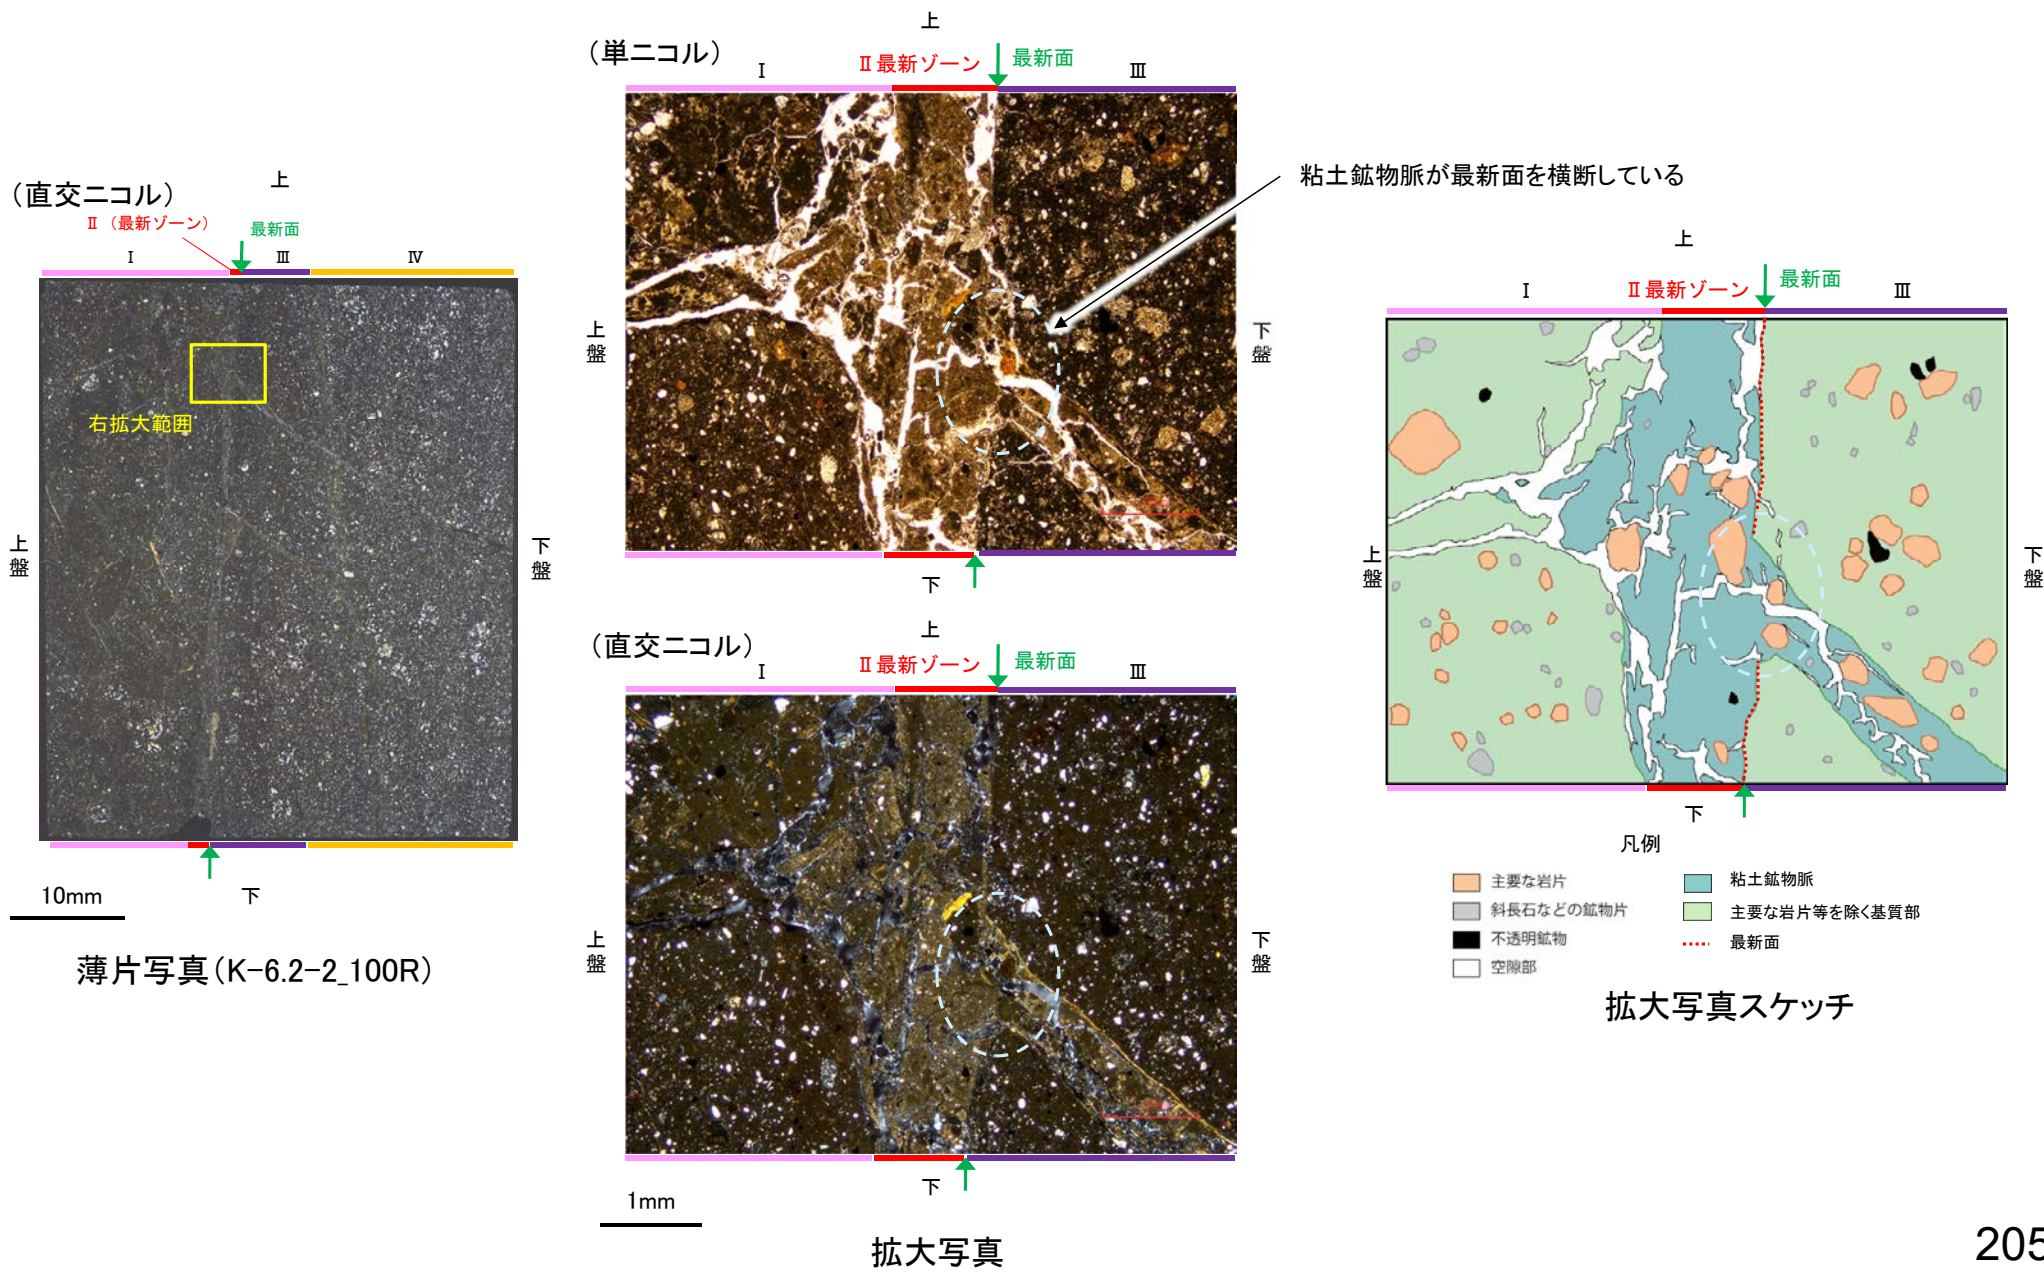 （直交ニコル）
上
Ⅱ（最新ゾーン）
最新面
Ⅰ
Ⅲ
Ⅳ
右拡大範囲
上盤
下盤
10mm
下
薄片写真（K-6.2-2_100R）
（単ニコル）
上
Ⅰ
Ⅱ最新ゾーン
最新面
Ⅲ
粘土鉱物脈が最新面を横断している
上盤
下盤
下
（直交ニコル）
上
Ⅰ
Ⅱ最新ゾーン
最新面
Ⅲ
上盤
下盤
下
1mm
拡大写真
上
Ⅰ
Ⅱ最新ゾーン
最新面
Ⅲ
上盤
下盤
下
凡例
主要な岩片
斜長石などの鉱物片
不透明鉱物
空隙部
粘土鉱物脈
主要な岩片等を除く基質部
最新面
拡大写真スケッチ
205